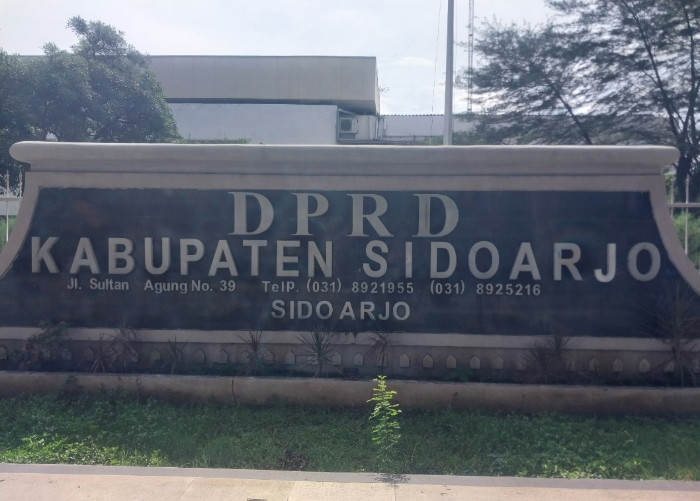 DPRD
KABUPATEN SIDOARJO
Jl. Sultan Agung No. 39 Telp. (031) 8921955 (031) 8925216
SIDOARJO